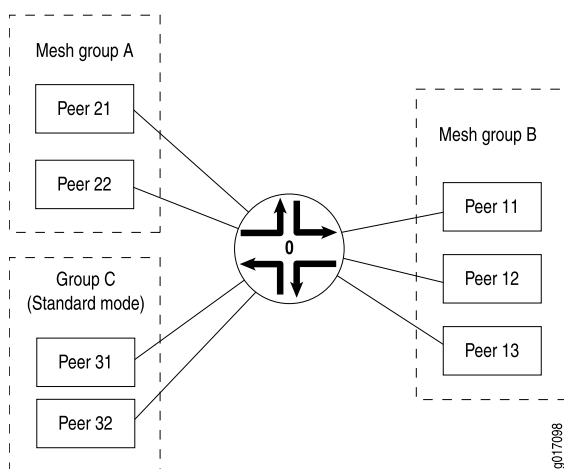 Mesh group A
Peer 21
Peer 22
Group C
(Standard mode)
Peer 31
Peer 32
0
Mesh group B
Peer 11
Peer 12
Peer 13
g017098